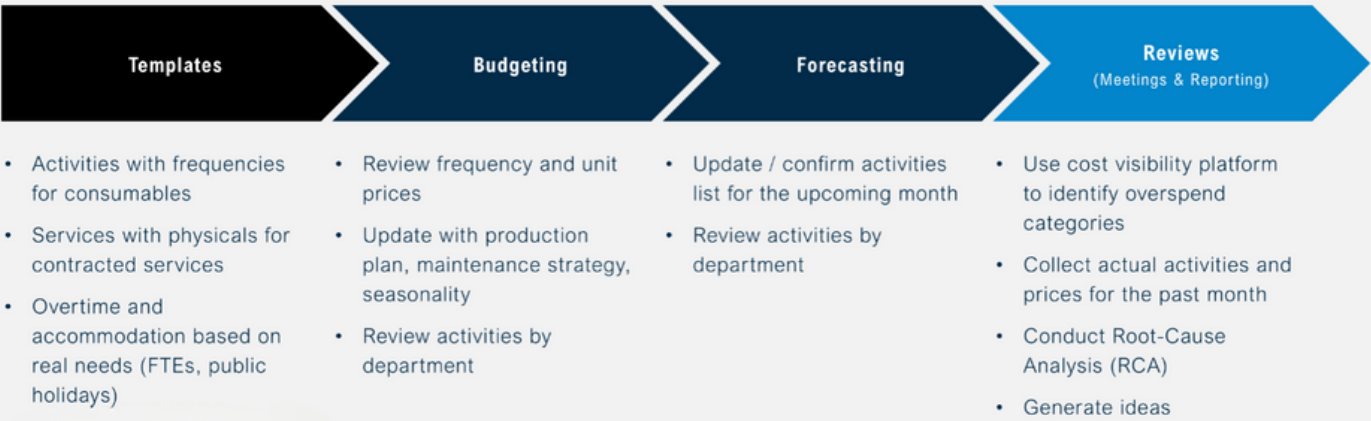 Templates
Budgeting
Forecasting
Reviews
(Meetings & Reporting)
• Activities with frequencies
for consumables
• Services with physicals for
contracted services
• Overtime and
accommodation based on
real needs (FTEs, public
holidays)
• Review frequency and unit
prices
• Update with production
plan, maintenance strategy,
seasonality
• Review activities by
department
• Update / confirm activities
list for the upcoming month
• Review activities by
department
• Use cost visibility platform
to identify overspend
categories
• Collect actual activities and
prices for the past month
• Conduct Root-Cause
Analysis (RCA)
• Generate ideas